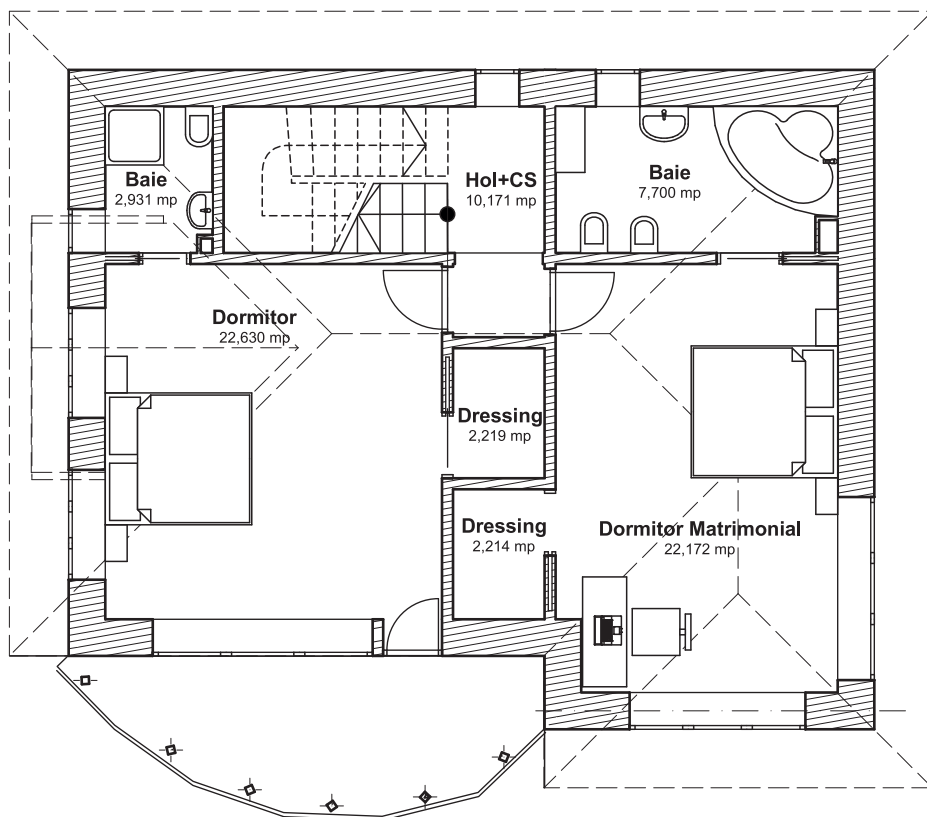 Baie
2,931 mp
Hol+CS
10,171 mp
Baie
7,700 mp
Dormitor
22,630 mp
Dressing
2,219 mp
Dressing
2,214 mp
Dormitor Matrimonial
22,172 mp